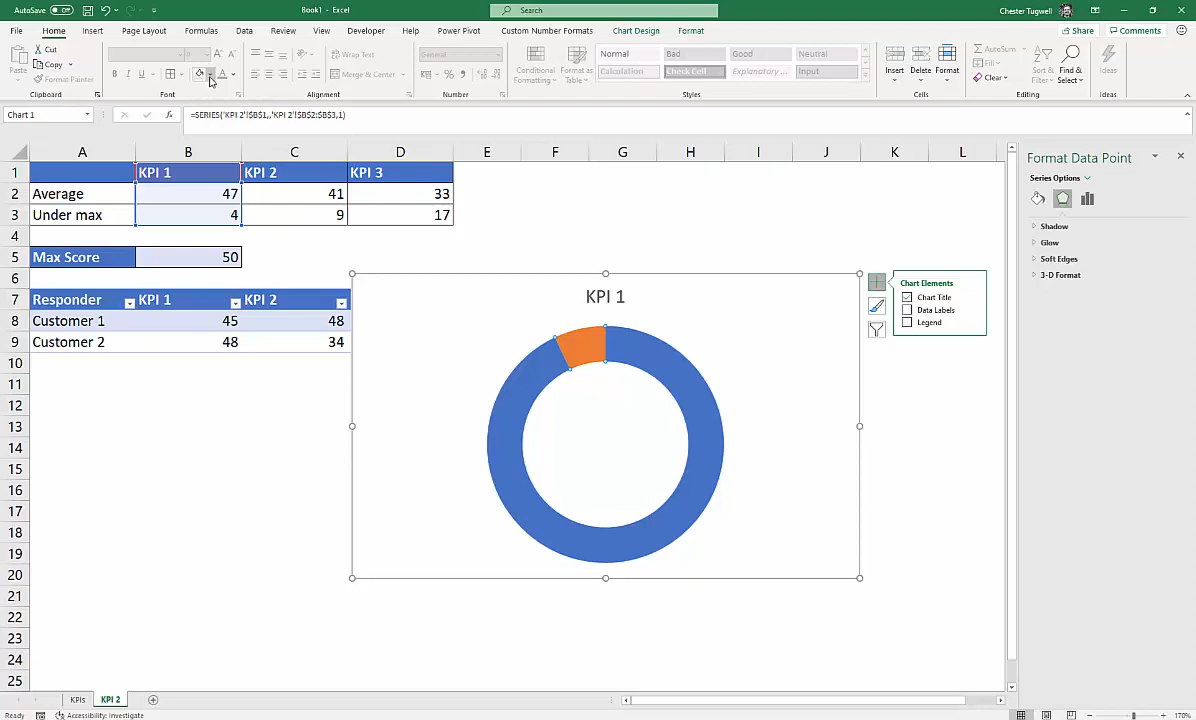 AutoSave Off Book1 - Excel Search Chester Tugwell
File Home Insert Page Layout Formulas Data Review View Developer Help Power Pivot Custom Number Formats Chart Design Format Share Comments
Paste Cut Copy Format Painter
B I U
Wrap Text
Merge & Center
General
Conditional Formatting
Format as Table
Normal Bad Good Neutral
Calculation Check Cell Explanatory ... Input
Insert Delete Format
AutoSum
Fill
Clear
Sort & Filter
Find & Select
Ideas
Clipboard Font Alignment Number Styles Cells Editing Ideas
Chart 1 fx =SERIES('KPI 2'!$B$1,,'KPI 2'!$B$2:$B$3,1)
A B C D E F G H I J K L
1 KPI 1 KPI 2 KPI 3
2 Average 47 41 33
3 Under max 4 9 17
4
5 Max Score 50
6
7 Responder KPI 1 KPI 2
8 Customer 1 45 48
9 Customer 2 48 34
10
11
12
13
14
15
16
17
18
19
20
21
22
23
24
25
KPI 1
Chart Elements
Chart Title
Data Labels
Legend
Format Data Point
Series Options
Shadow
Glow
Soft Edges
3-D Format
KPIs KPI 2
Ready Accessibility: Investigate 170%